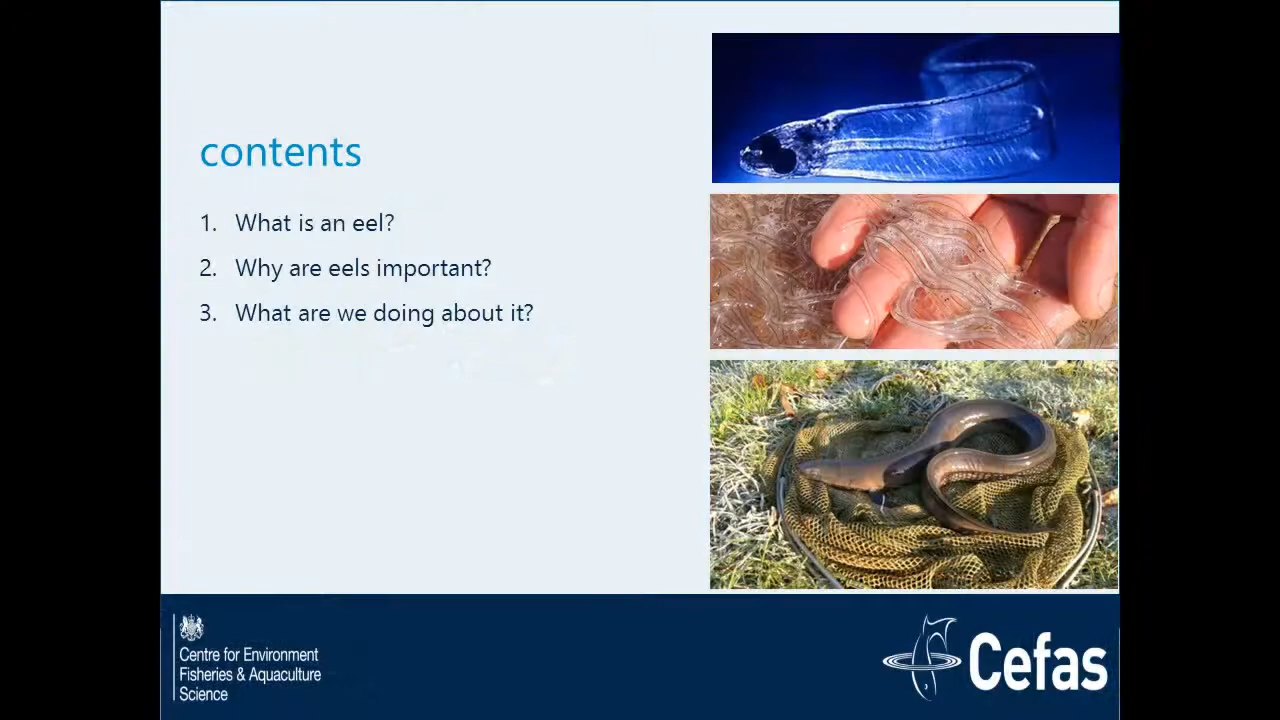 contents
1. What is an eel?
2. Why are eels important?
3. What are we doing about it?
Centre for Environment
Fisheries & Aquaculture
Science
Cefas